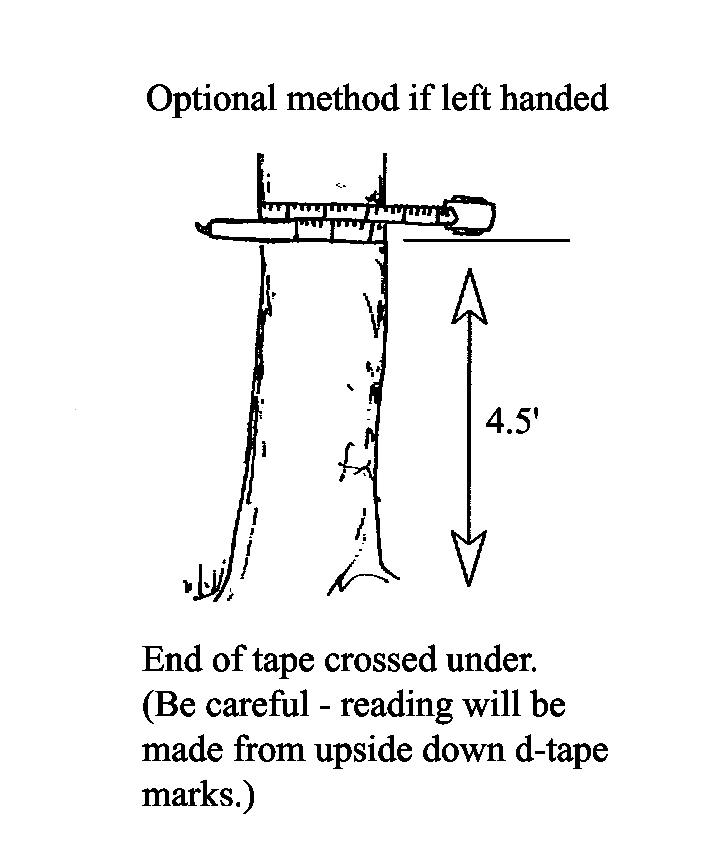 Optional method if left handed
4.5'
End of tape crossed under.
(Be careful - reading will be
made from upside down d-tape
marks.)